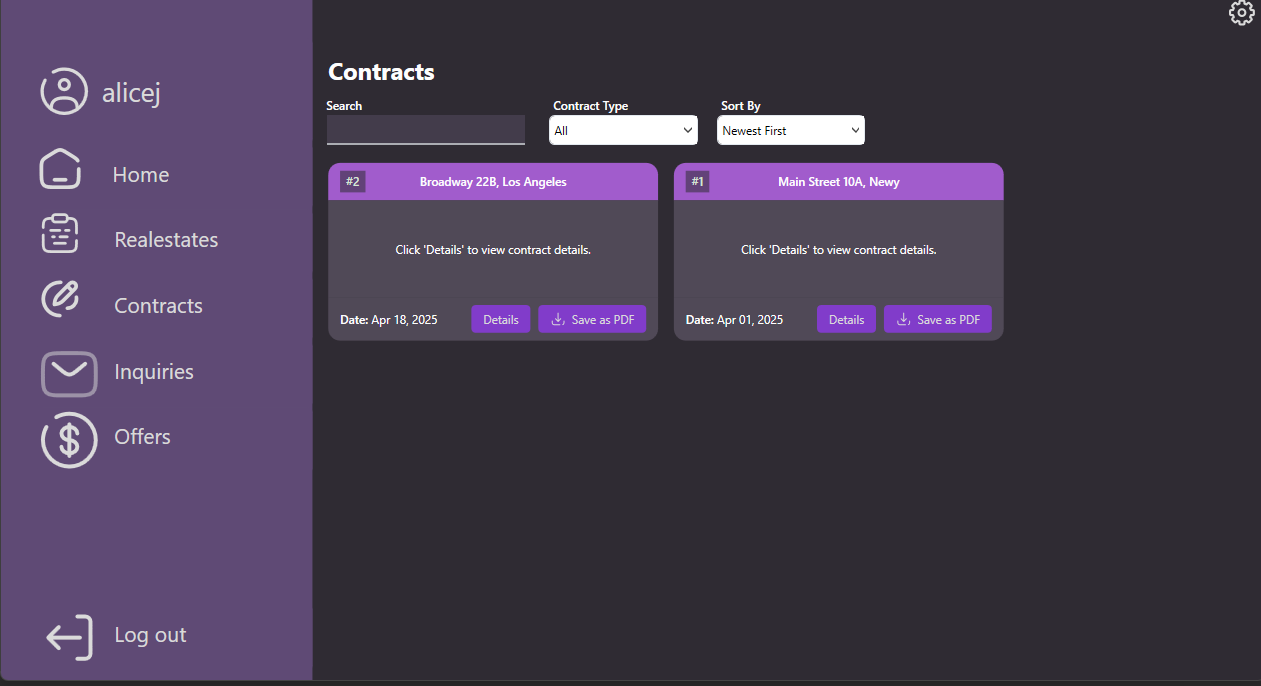 alicej
Home
Realestates
Contracts
Inquiries
Offers
Log out
Contracts
Search
Contract Type
Sort By
All
Newest First
#2
Broadway 22B, Los Angeles
Click 'Details' to view contract details.
Date: Apr 18, 2025
Details
Save as PDF
#1
Main Street 10A, Newy
Click 'Details' to view contract details.
Date: Apr 01, 2025
Details
Save as PDF